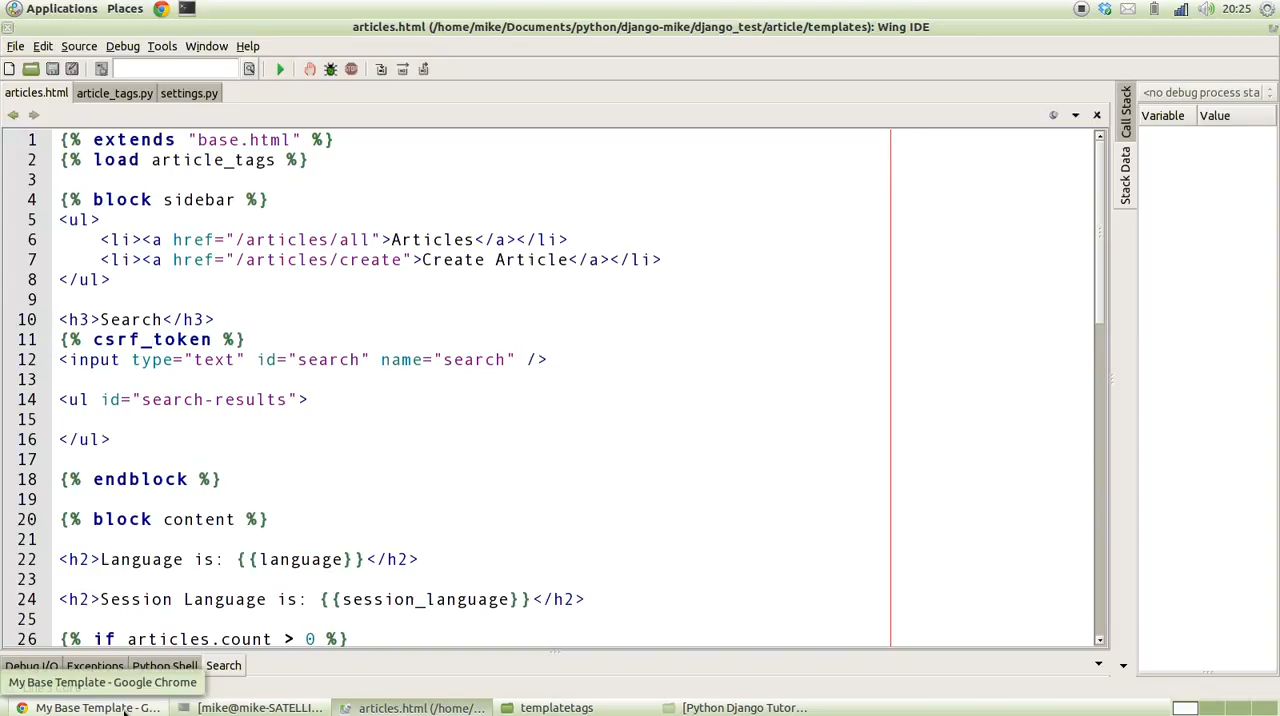 Applications Places 20:25
articles.html (/home/mike/Documents/python/django-mike/django_test/article/templates): Wing IDE
File Edit Source Debug Tools Window Help
articles.html article_tags.py settings.py <no debug process sta
Call Stack
Stack Data
Variable Value
1 {% extends "base.html" %}
2 {% load article_tags %}
3
4 {% block sidebar %}
5 <ul>
6 <li><a href="/articles/all">Articles</a></li>
7 <li><a href="/articles/create">Create Article</a></li>
8 </ul>
9
10 <h3>Search</h3>
11 {% csrf_token %}
12 <input type="text" id="search" name="search" />
13
14 <ul id="search-results">
15
16 </ul>
17
18 {% endblock %}
19
20 {% block content %}
21
22 <h2>Language is: {{language}}</h2>
23
24 <h2>Session Language is: {{session_language}}</h2>
25
26 {% if articles.count > 0 %}
Debug I/O Exceptions Python Shell Search
My Base Template - Google Chrome
My Base Template - G... [mike@mike-SATELLI... articles.html (/home/... templatetags [Python Django Tutor...